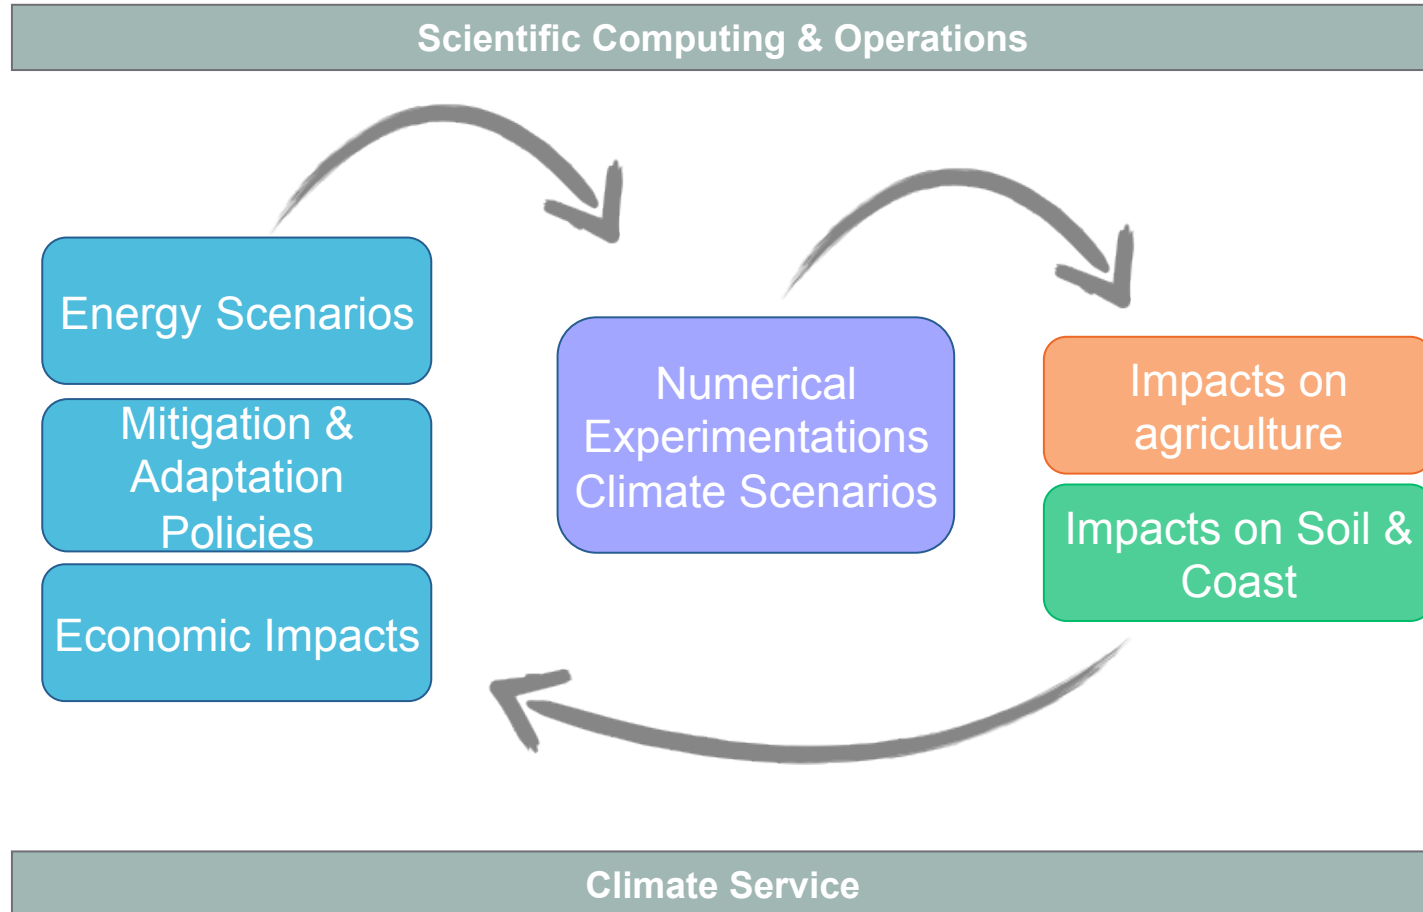 Scientific Computing & Operations
Energy Scenarios
Mitigation &
Adaptation
Policies
Economic Impacts
Numerical
Experimentations
Climate Scenarios
Impacts on
agriculture
Impacts on Soil &
Coast
Climate Service